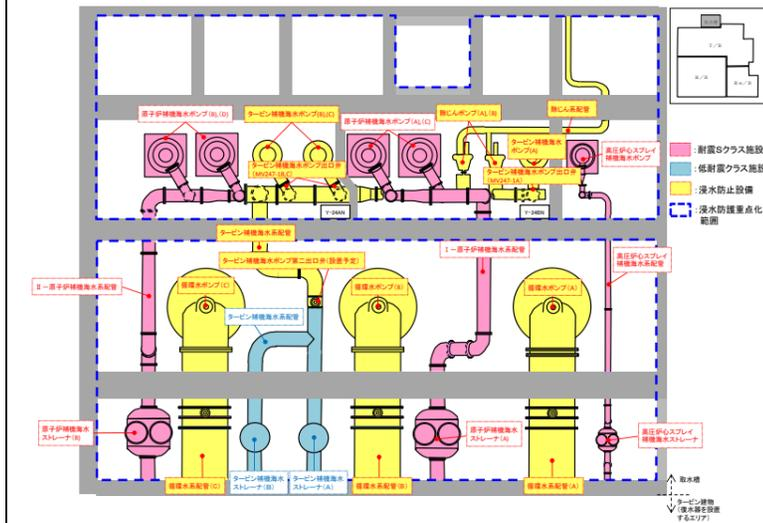 原子炉補機海水ポンプ(B),(D)
タービン補機海水ポンプ(B),(C)
原子炉補機海水ポンプ(A),(C)
除じんポンプ(A),(B)
除じん系配管
タービン補機海水
ポンプ(A)
高圧炉心スプレイ
補機海水ポンプ
タービン補機海水ポンプ出口弁
(MV247-1B,C)
タービン補機海水ポンプ出口弁
(MV247-1A)
Y-24AN
Y-24BN
:耐震Sクラス施設
:低耐震クラス施設
:浸水防止設備
:浸水防護重点化
範囲
タービン補機海水系配管
タービン補機海水ポンプ第二出口弁(設置予定)
Ⅰ-原子炉補機海水系配管
高圧炉心スプレイ
補機海水系配管
Ⅱ-原子炉補機海水系配管
循環水ポンプ(C)
循環水ポンプ(B)
循環水ポンプ(A)
タービン補機海水系配管
原子炉補機海水
ストレーナ(B)
原子炉補機海水
ストレーナ(A)
高圧炉心スプレイ
補機海水ストレーナ
循環水系配管(C)
タービン補機海水
ストレーナ(B)
タービン補機海水
ストレーナ(A)
循環水系配管(B)
循環水系配管(A)
取水槽
タービン建物
(復水器を設置
するエリア)